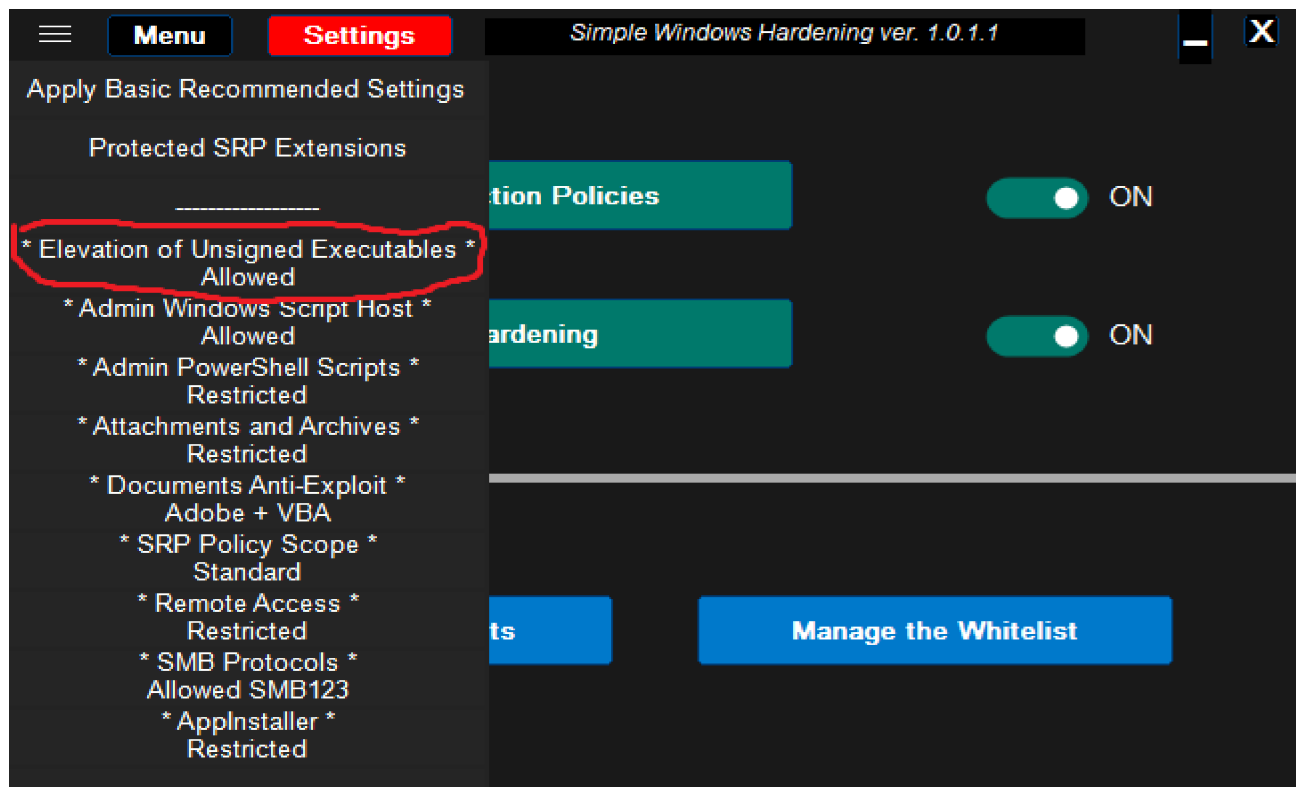 Menu
Settings
Simple Windows Hardening ver. 1.0.1.1
_
X
Apply Basic Recommended Settings
Protected SRP Extensions
------------------
* Elevation of Unsigned Executables *
Allowed
* Admin Windows Script Host *
Allowed
* Admin PowerShell Scripts *
Restricted
* Attachments and Archives *
Restricted
* Documents Anti-Exploit *
Adobe + VBA
* SRP Policy Scope *
Standard
* Remote Access *
Restricted
* SMB Protocols *
Allowed SMB123
* AppInstaller *
Restricted
tion Policies
ON
ardening
ON
ts
Manage the Whitelist